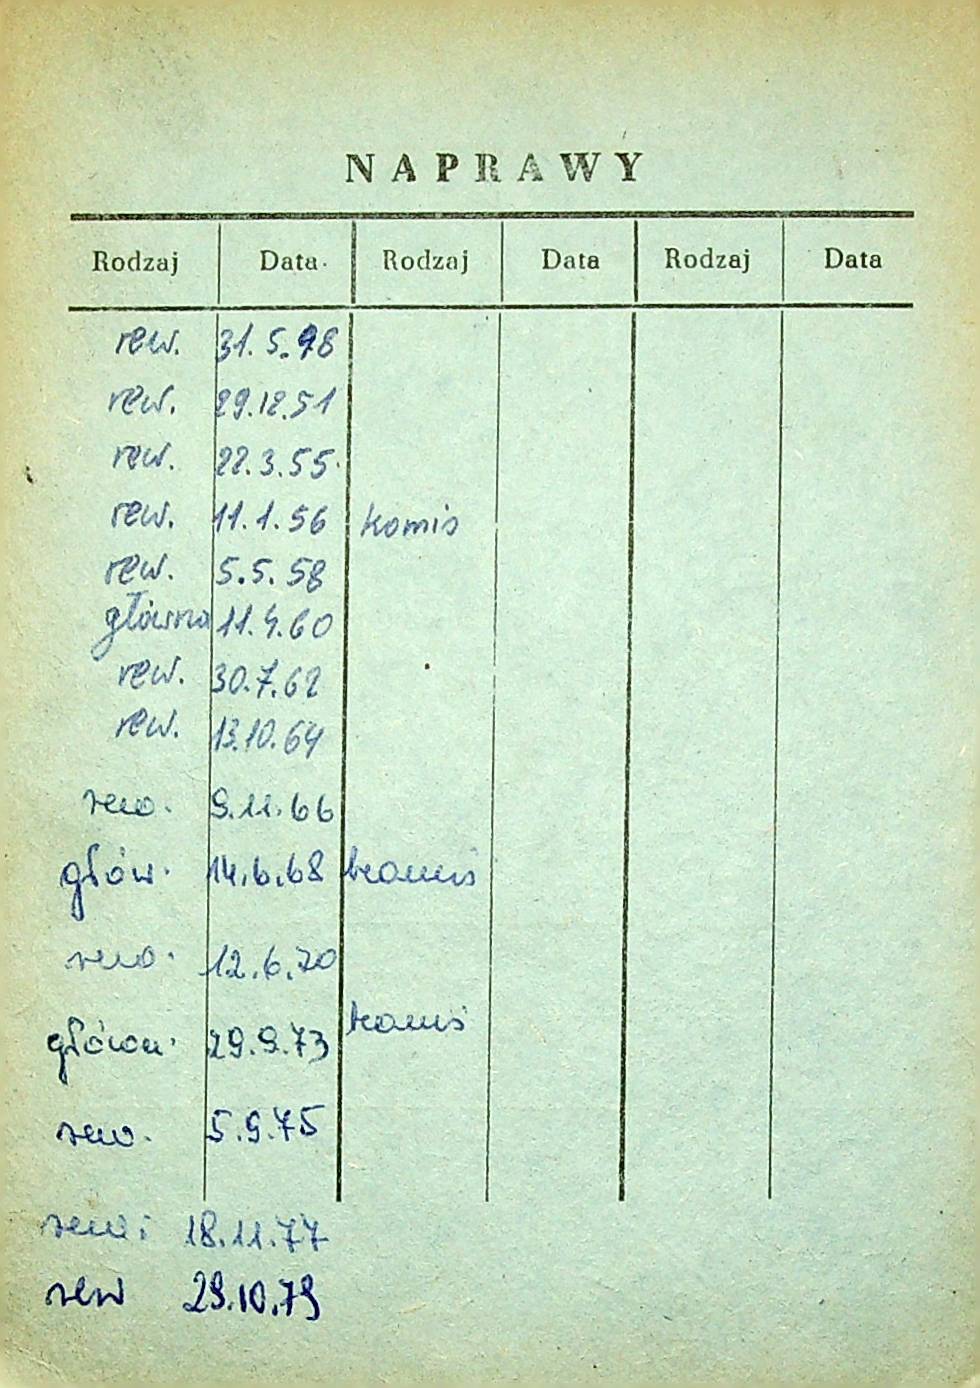 NAPRAWY
Rodzaj Data Rodzaj Data Rodzaj Data
rew. 31.5.98
rew. 29.12.51
rew. 22.3.55
rew. 11.1.56 komis
rew. 5.5.58
główna 11.4.60
rew. 30.7.62
rew. 13.10.64
rew. 9.11.66
głów. 14.6.68 komis
rew. 12.6.70
komis
główn. 29.9.73
rew. 5.9.75
rew: 18.11.77
rew 29.10.79